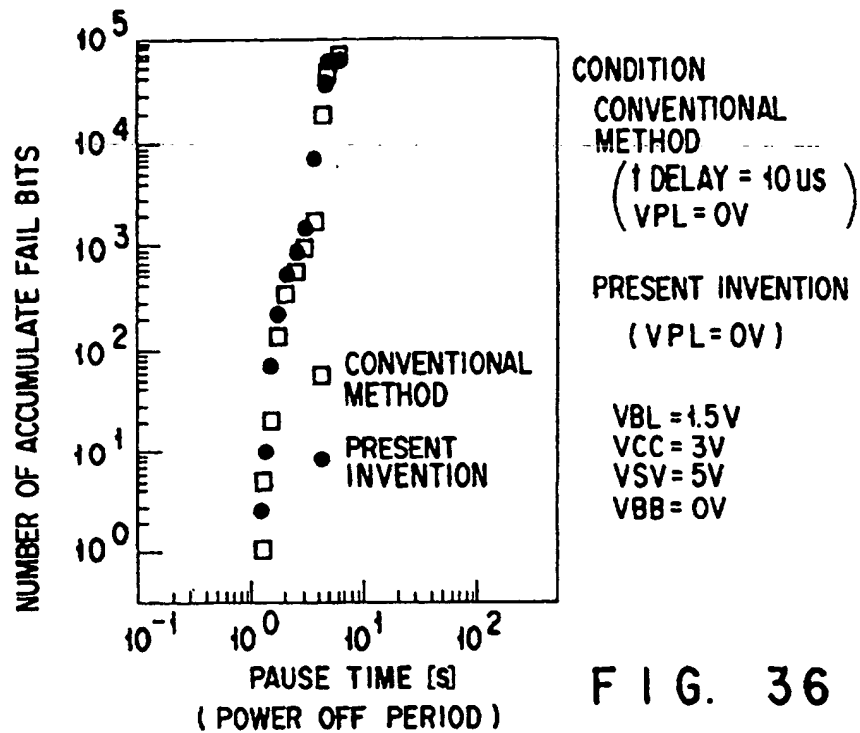 NUMBER OF ACCUMULATE FAIL BITS
10^5
10^4
10^3
10^2
10^1
10^0
10^-1
10^0
10^1
10^2
PAUSE TIME [S]
( POWER OFF PERIOD )
□ CONVENTIONAL
METHOD
● PRESENT
INVENTION
CONDITION
CONVENTIONAL
METHOD
( t DELAY = 10 us
VPL = 0V )
PRESENT INVENTION
( VPL = 0V )
VBL = 1.5V
VCC = 3V
VSV = 5V
VBB = 0V
FIG. 36